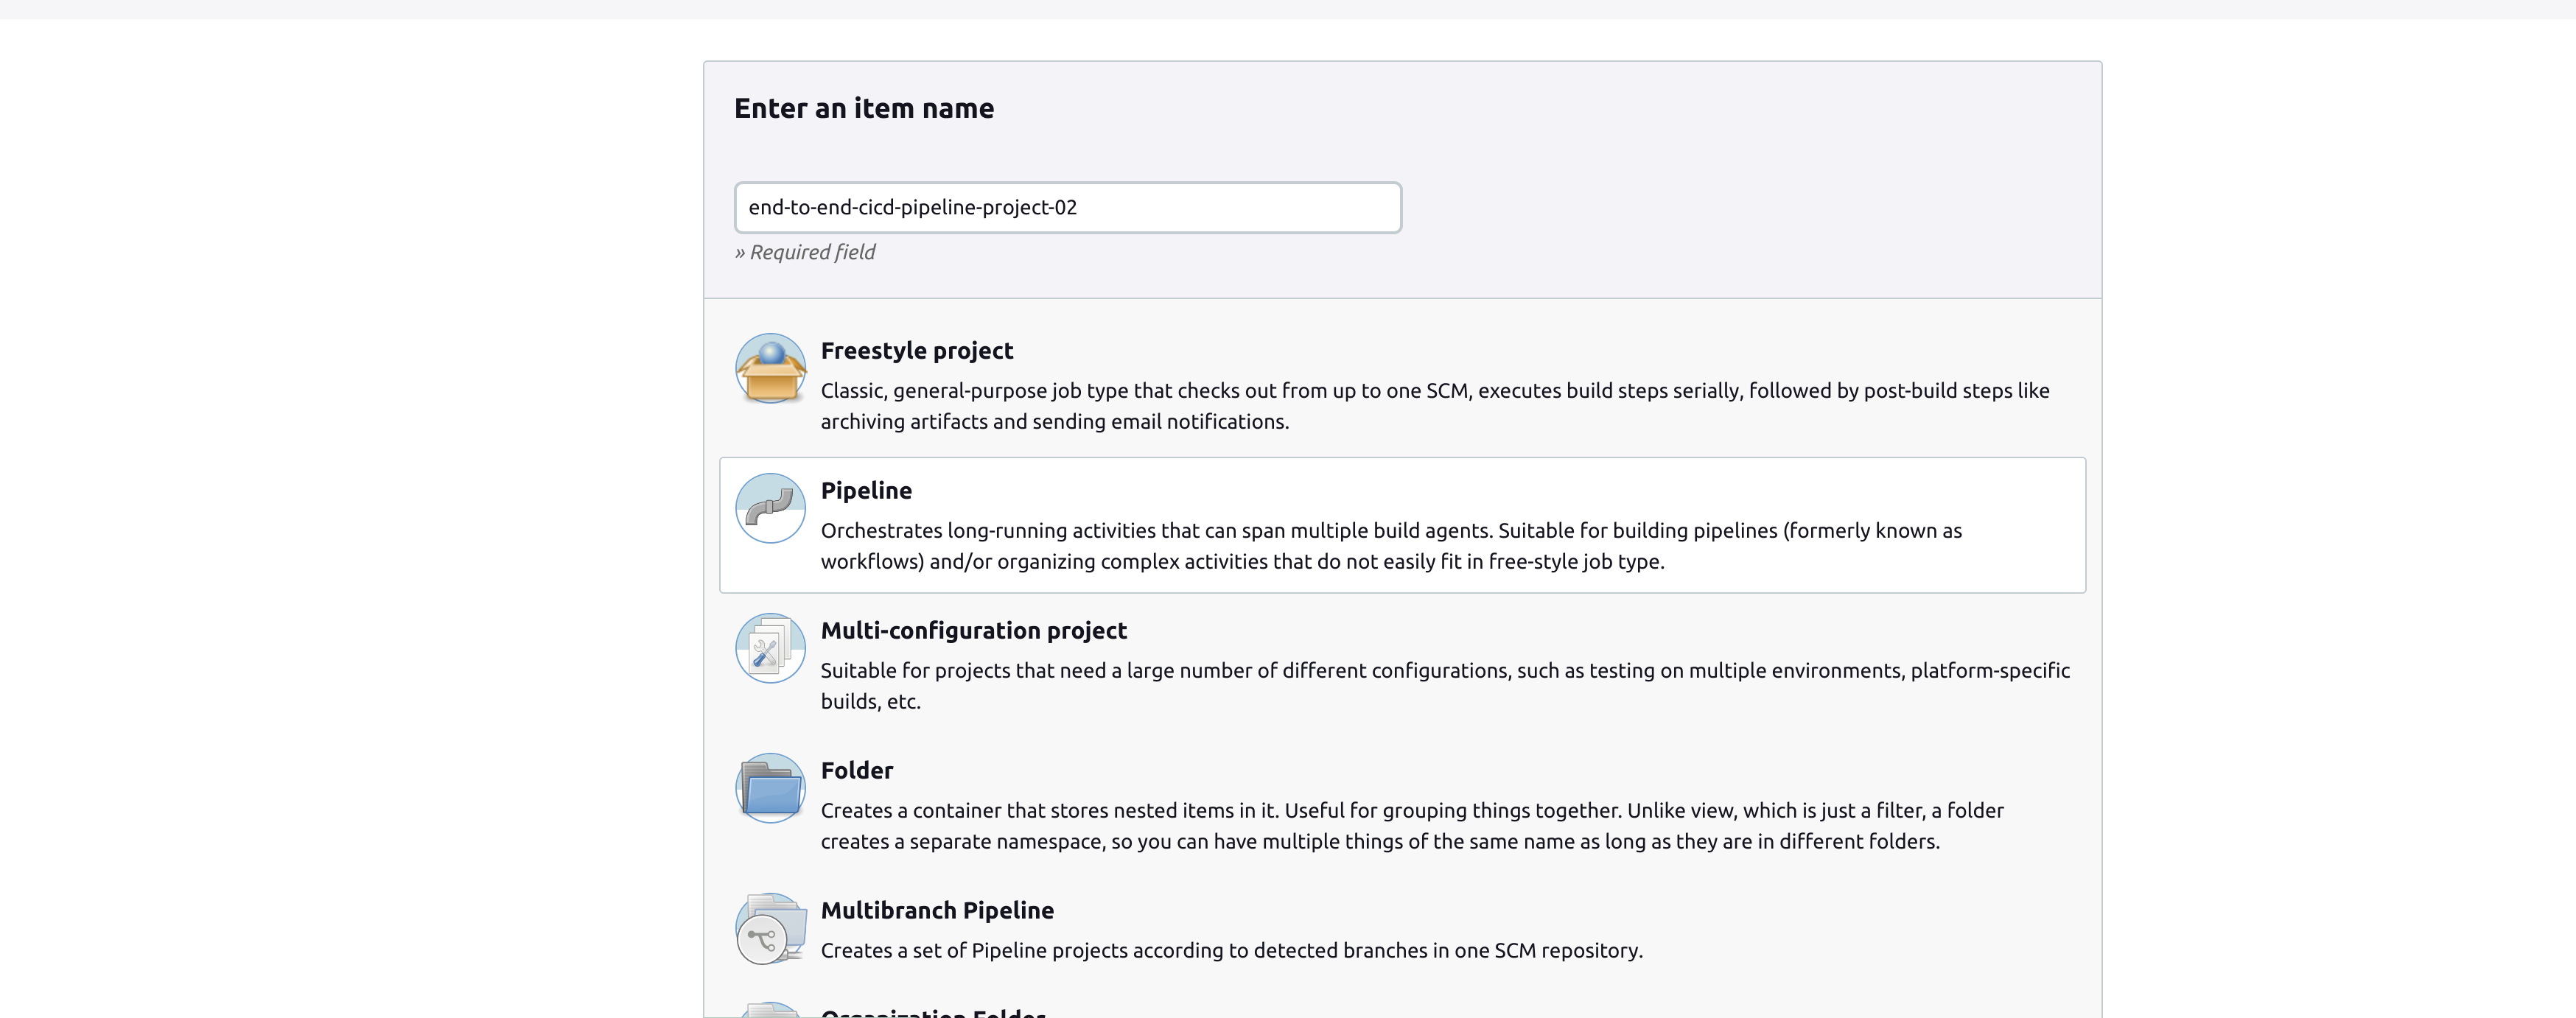 Enter an item name
end-to-end-cicd-pipeline-project-02
» Required field
Freestyle project
Classic, general-purpose job type that checks out from up to one SCM, executes build steps serially, followed by post-build steps like
archiving artifacts and sending email notifications.
Pipeline
Orchestrates long-running activities that can span multiple build agents. Suitable for building pipelines (formerly known as
workflows) and/or organizing complex activities that do not easily fit in free-style job type.
Multi-configuration project
Suitable for projects that need a large number of different configurations, such as testing on multiple environments, platform-specific
builds, etc.
Folder
Creates a container that stores nested items in it. Useful for grouping things together. Unlike view, which is just a filter, a folder
creates a separate namespace, so you can have multiple things of the same name as long as they are in different folders.
Multibranch Pipeline
Creates a set of Pipeline projects according to detected branches in one SCM repository.
Organization Folder